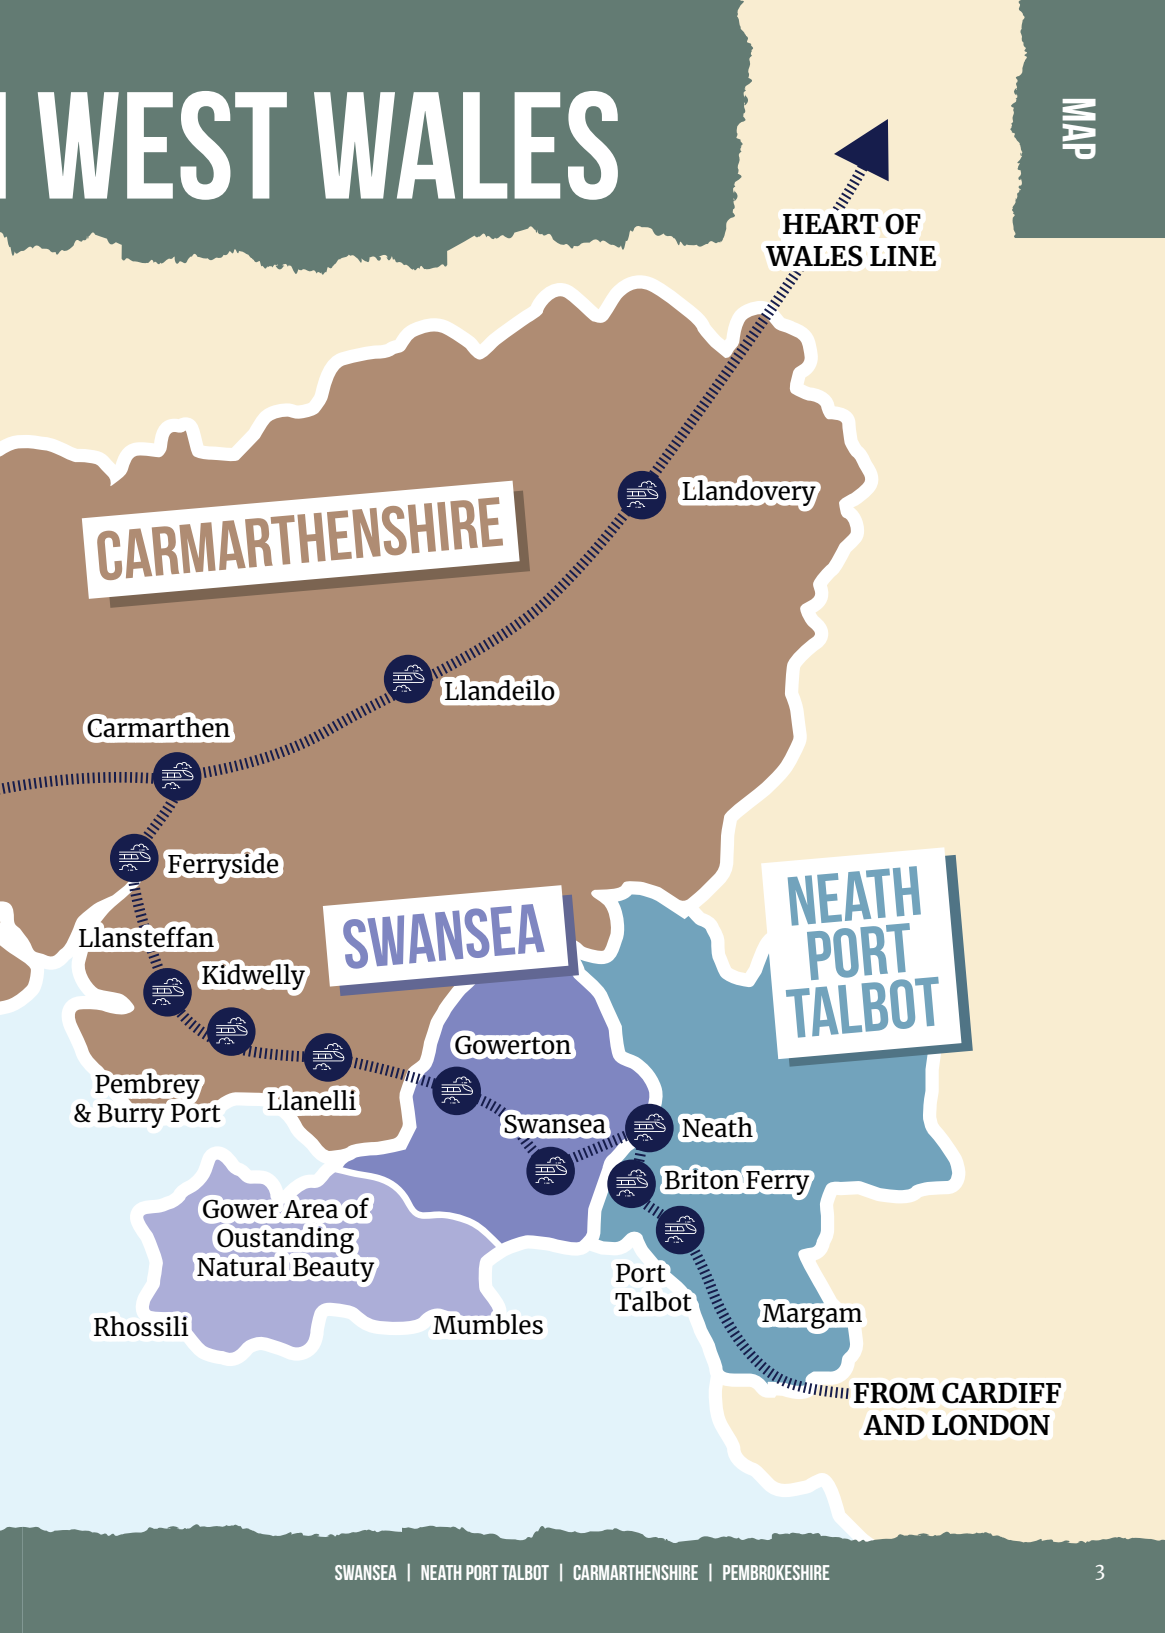 WEST WALES
MAP
HEART OF
WALES LINE
Llandovery
CARMARTHENSHIRE
Llandeilo
Carmarthen
Ferryside
NEATH
PORT
TALBOT
SWANSEA
Llansteffan
Kidwelly
Gowerton
Pembrey
& Burry Port
Llanelli
Swansea
Neath
Briton Ferry
Gower Area of
Oustanding
Natural Beauty
Port
Talbot
Margam
Rhossili
Mumbles
FROM CARDIFF
AND LONDON
SWANSEA | NEATH PORT TALBOT | CARMARTHENSHIRE | PEMBROKESHIRE
3